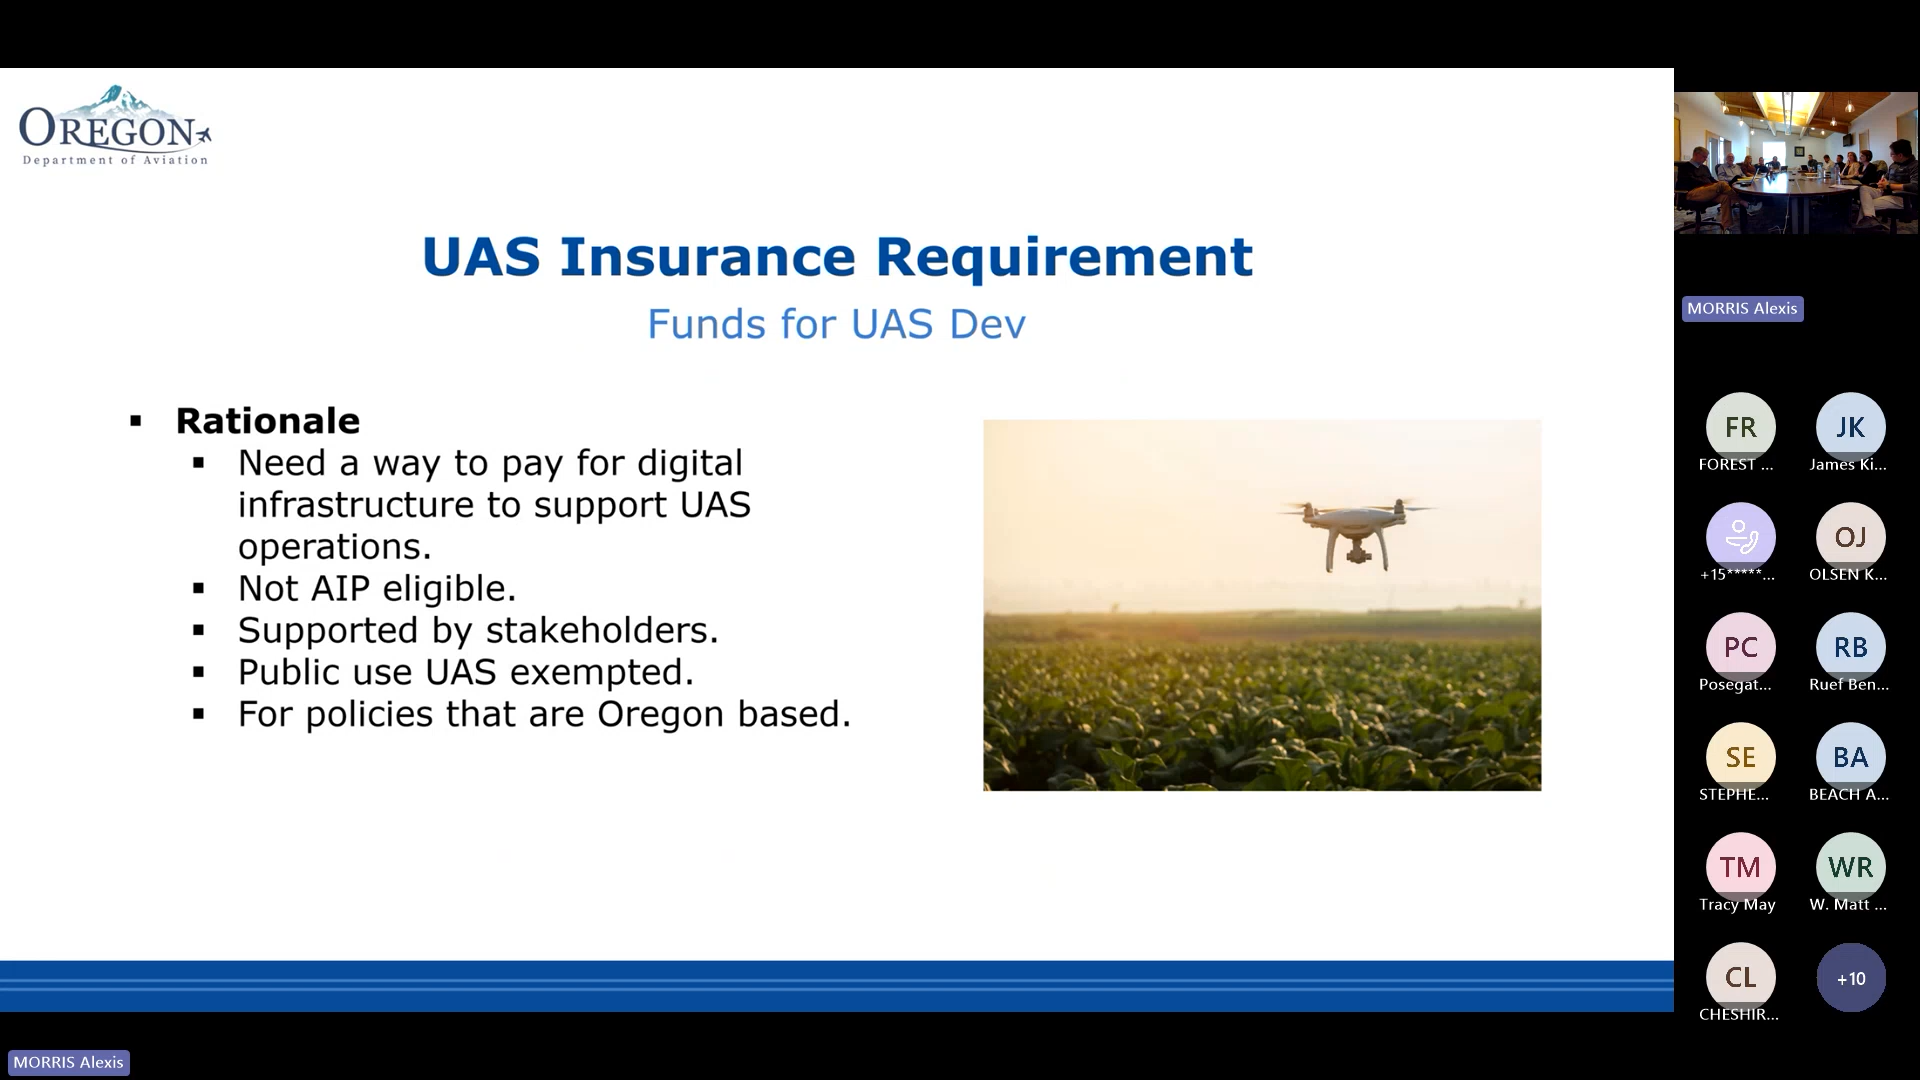 OREGON
Department of Aviation
UAS Insurance Requirement
Funds for UAS Dev
▪ Rationale
▪ Need a way to pay for digital
infrastructure to support UAS
operations.
▪ Not AIP eligible.
▪ Supported by stakeholders.
▪ Public use UAS exempted.
▪ For policies that are Oregon based.
MORRIS Alexis
FR
JK
FOREST ...
James Ki...
+15*****...
OJ
OLSEN K...
PC
RB
Posegat...
Ruef Ben...
SE
BA
STEPHE...
BEACH A...
TM
WR
Tracy May
W. Matt ...
CL
+10
CHESHIR...
MORRIS Alexis